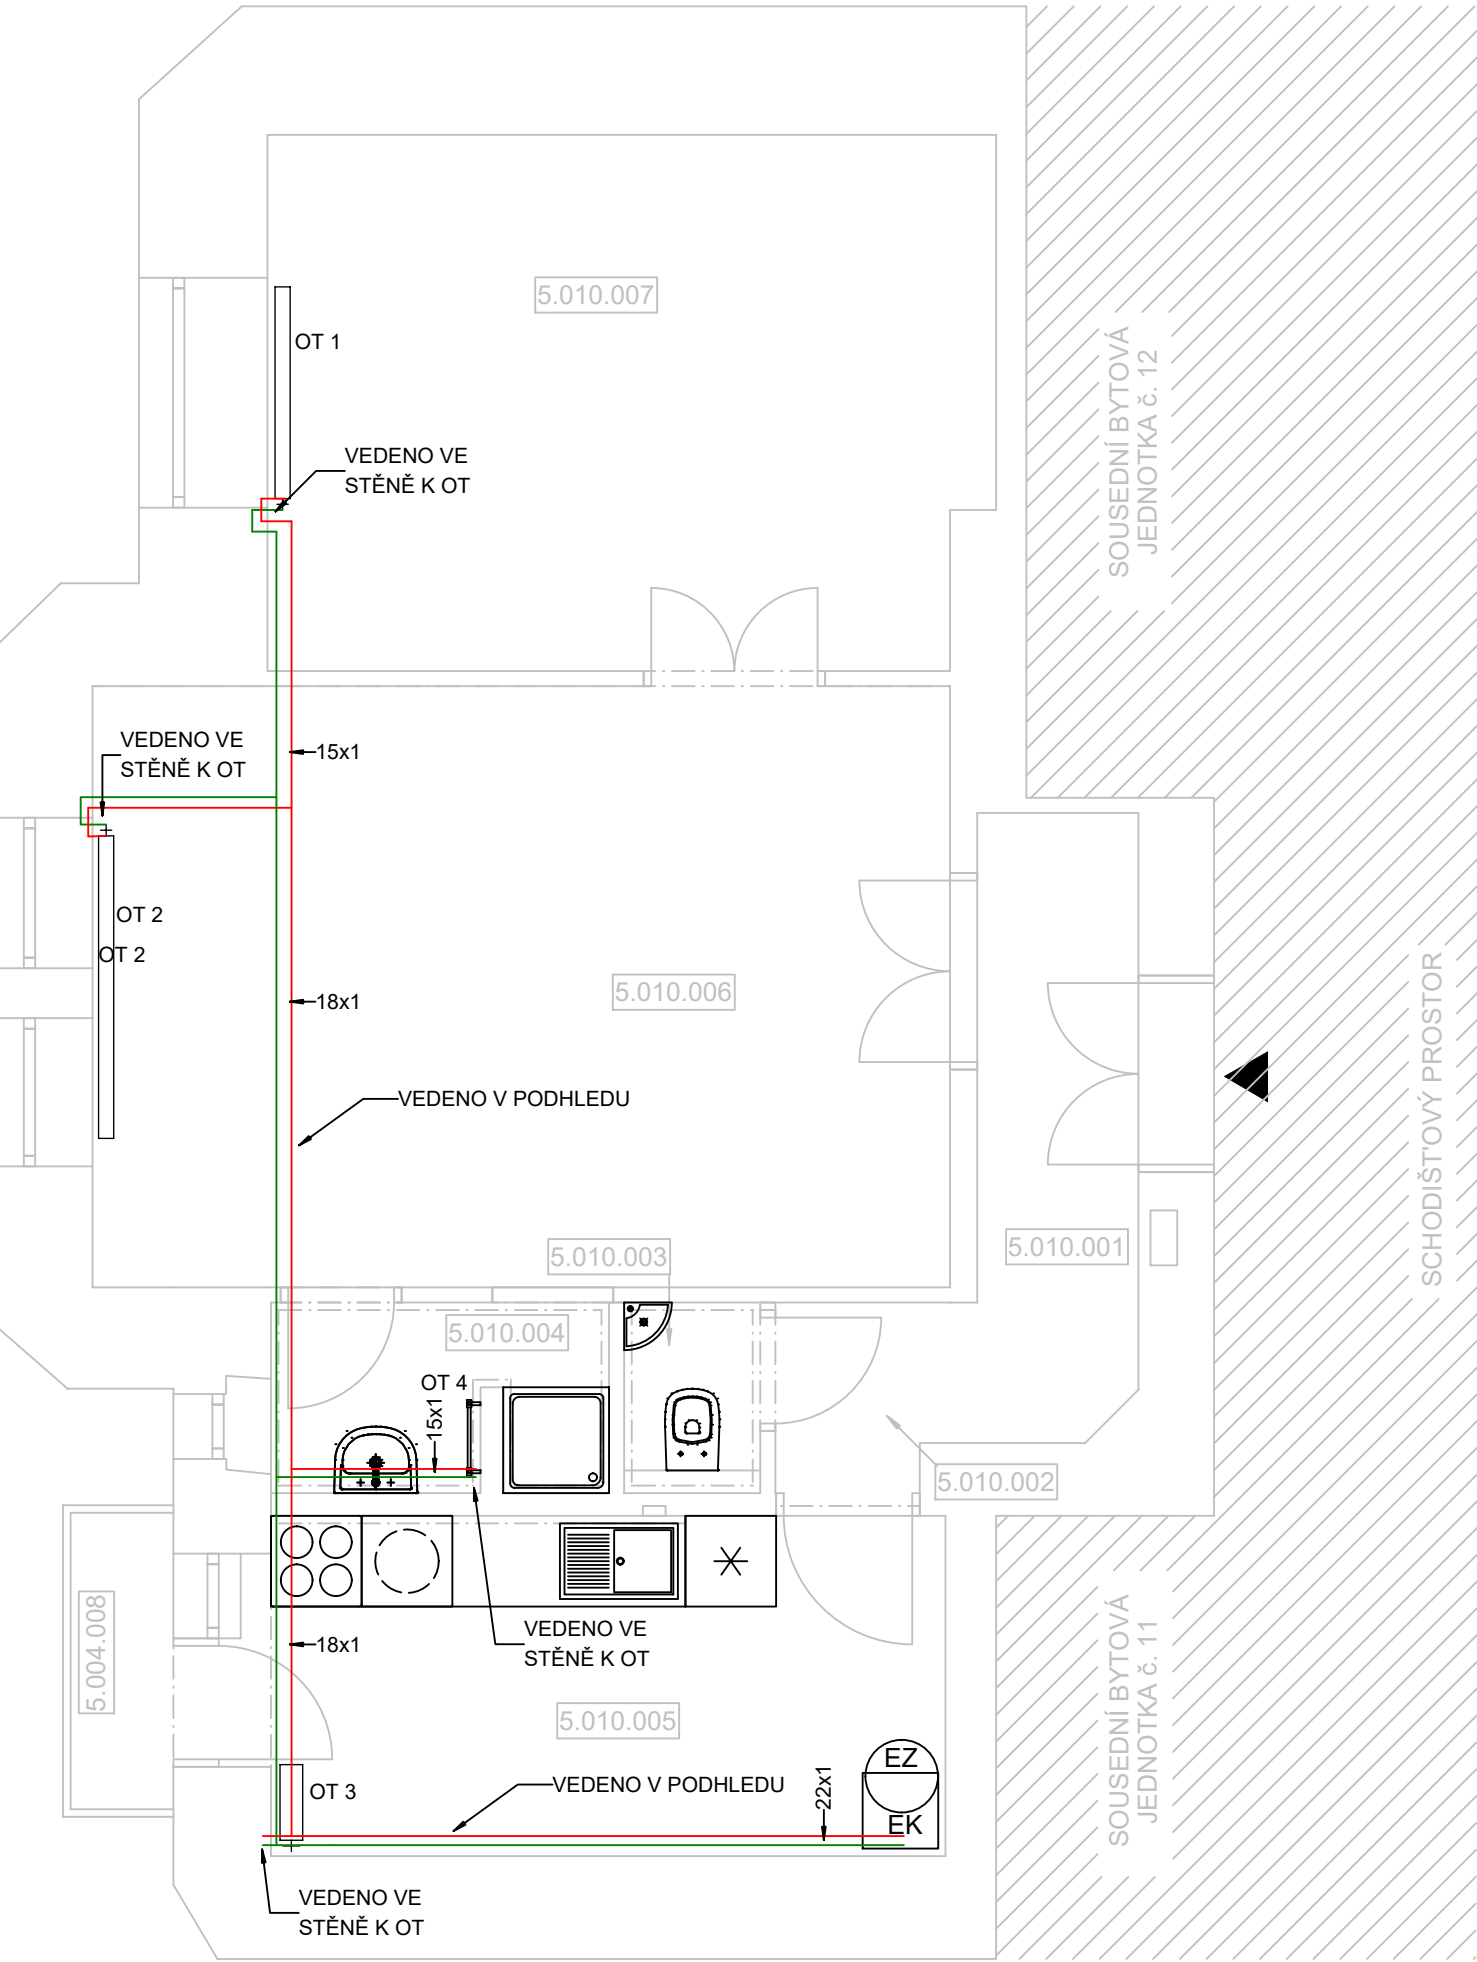 5.010.007
OT 1
SOUSEDNÍ BYTOVÁ
JEDNOTKA č. 12
VEDENO VE
STĚNĚ K OT
VEDENO VE
STĚNĚ K OT
15x1
OT 2
OT 2
18x1
5.010.006
SCHODIŠŤOVÝ PROSTOR
VEDENO V PODHLEDU
5.010.003
5.010.001
5.010.004
OT 4
15x1
5.010.002
5.004.008
VEDENO VE
STĚNĚ K OT
18x1
SOUSEDNÍ BYTOVÁ
JEDNOTKA č. 11
5.010.005
EZ
EK
OT 3
VEDENO V PODHLEDU
22x1
VEDENO VE
STĚNĚ K OT